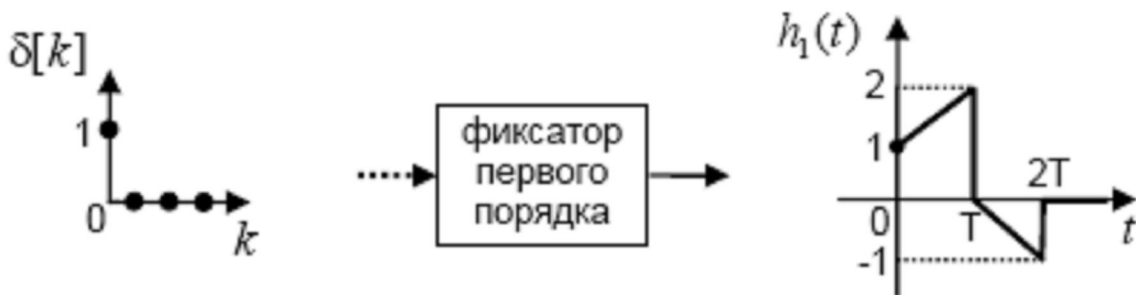 δ[k]
1
0
k
фиксатор
первого
порядка
h₁(t)
2
1
0
T
2T
t
-1